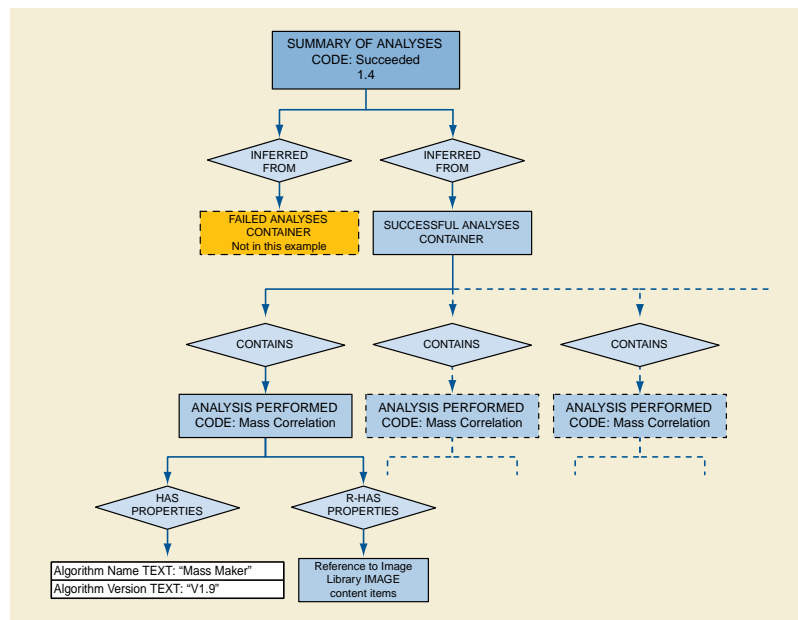 SUMMARY OF ANALYSES
CODE: Succeeded
1.4
INFERRED
FROM
INFERRED
FROM
FAILED ANALYSES
CONTAINER
Not in this example
SUCCESSFUL ANALYSES
CONTAINER
CONTAINS
CONTAINS
CONTAINS
ANALYSIS PERFORMED
CODE: Mass Correlation
ANALYSIS PERFORMED
CODE: Mass Correlation
ANALYSIS PERFORMED
CODE: Mass Correlation
HAS
PROPERTIES
R-HAS
PROPERTIES
Algorithm Name TEXT: “Mass Maker”
Algorithm Version TEXT: “V1.9”
Reference to Image
Library IMAGE
content items